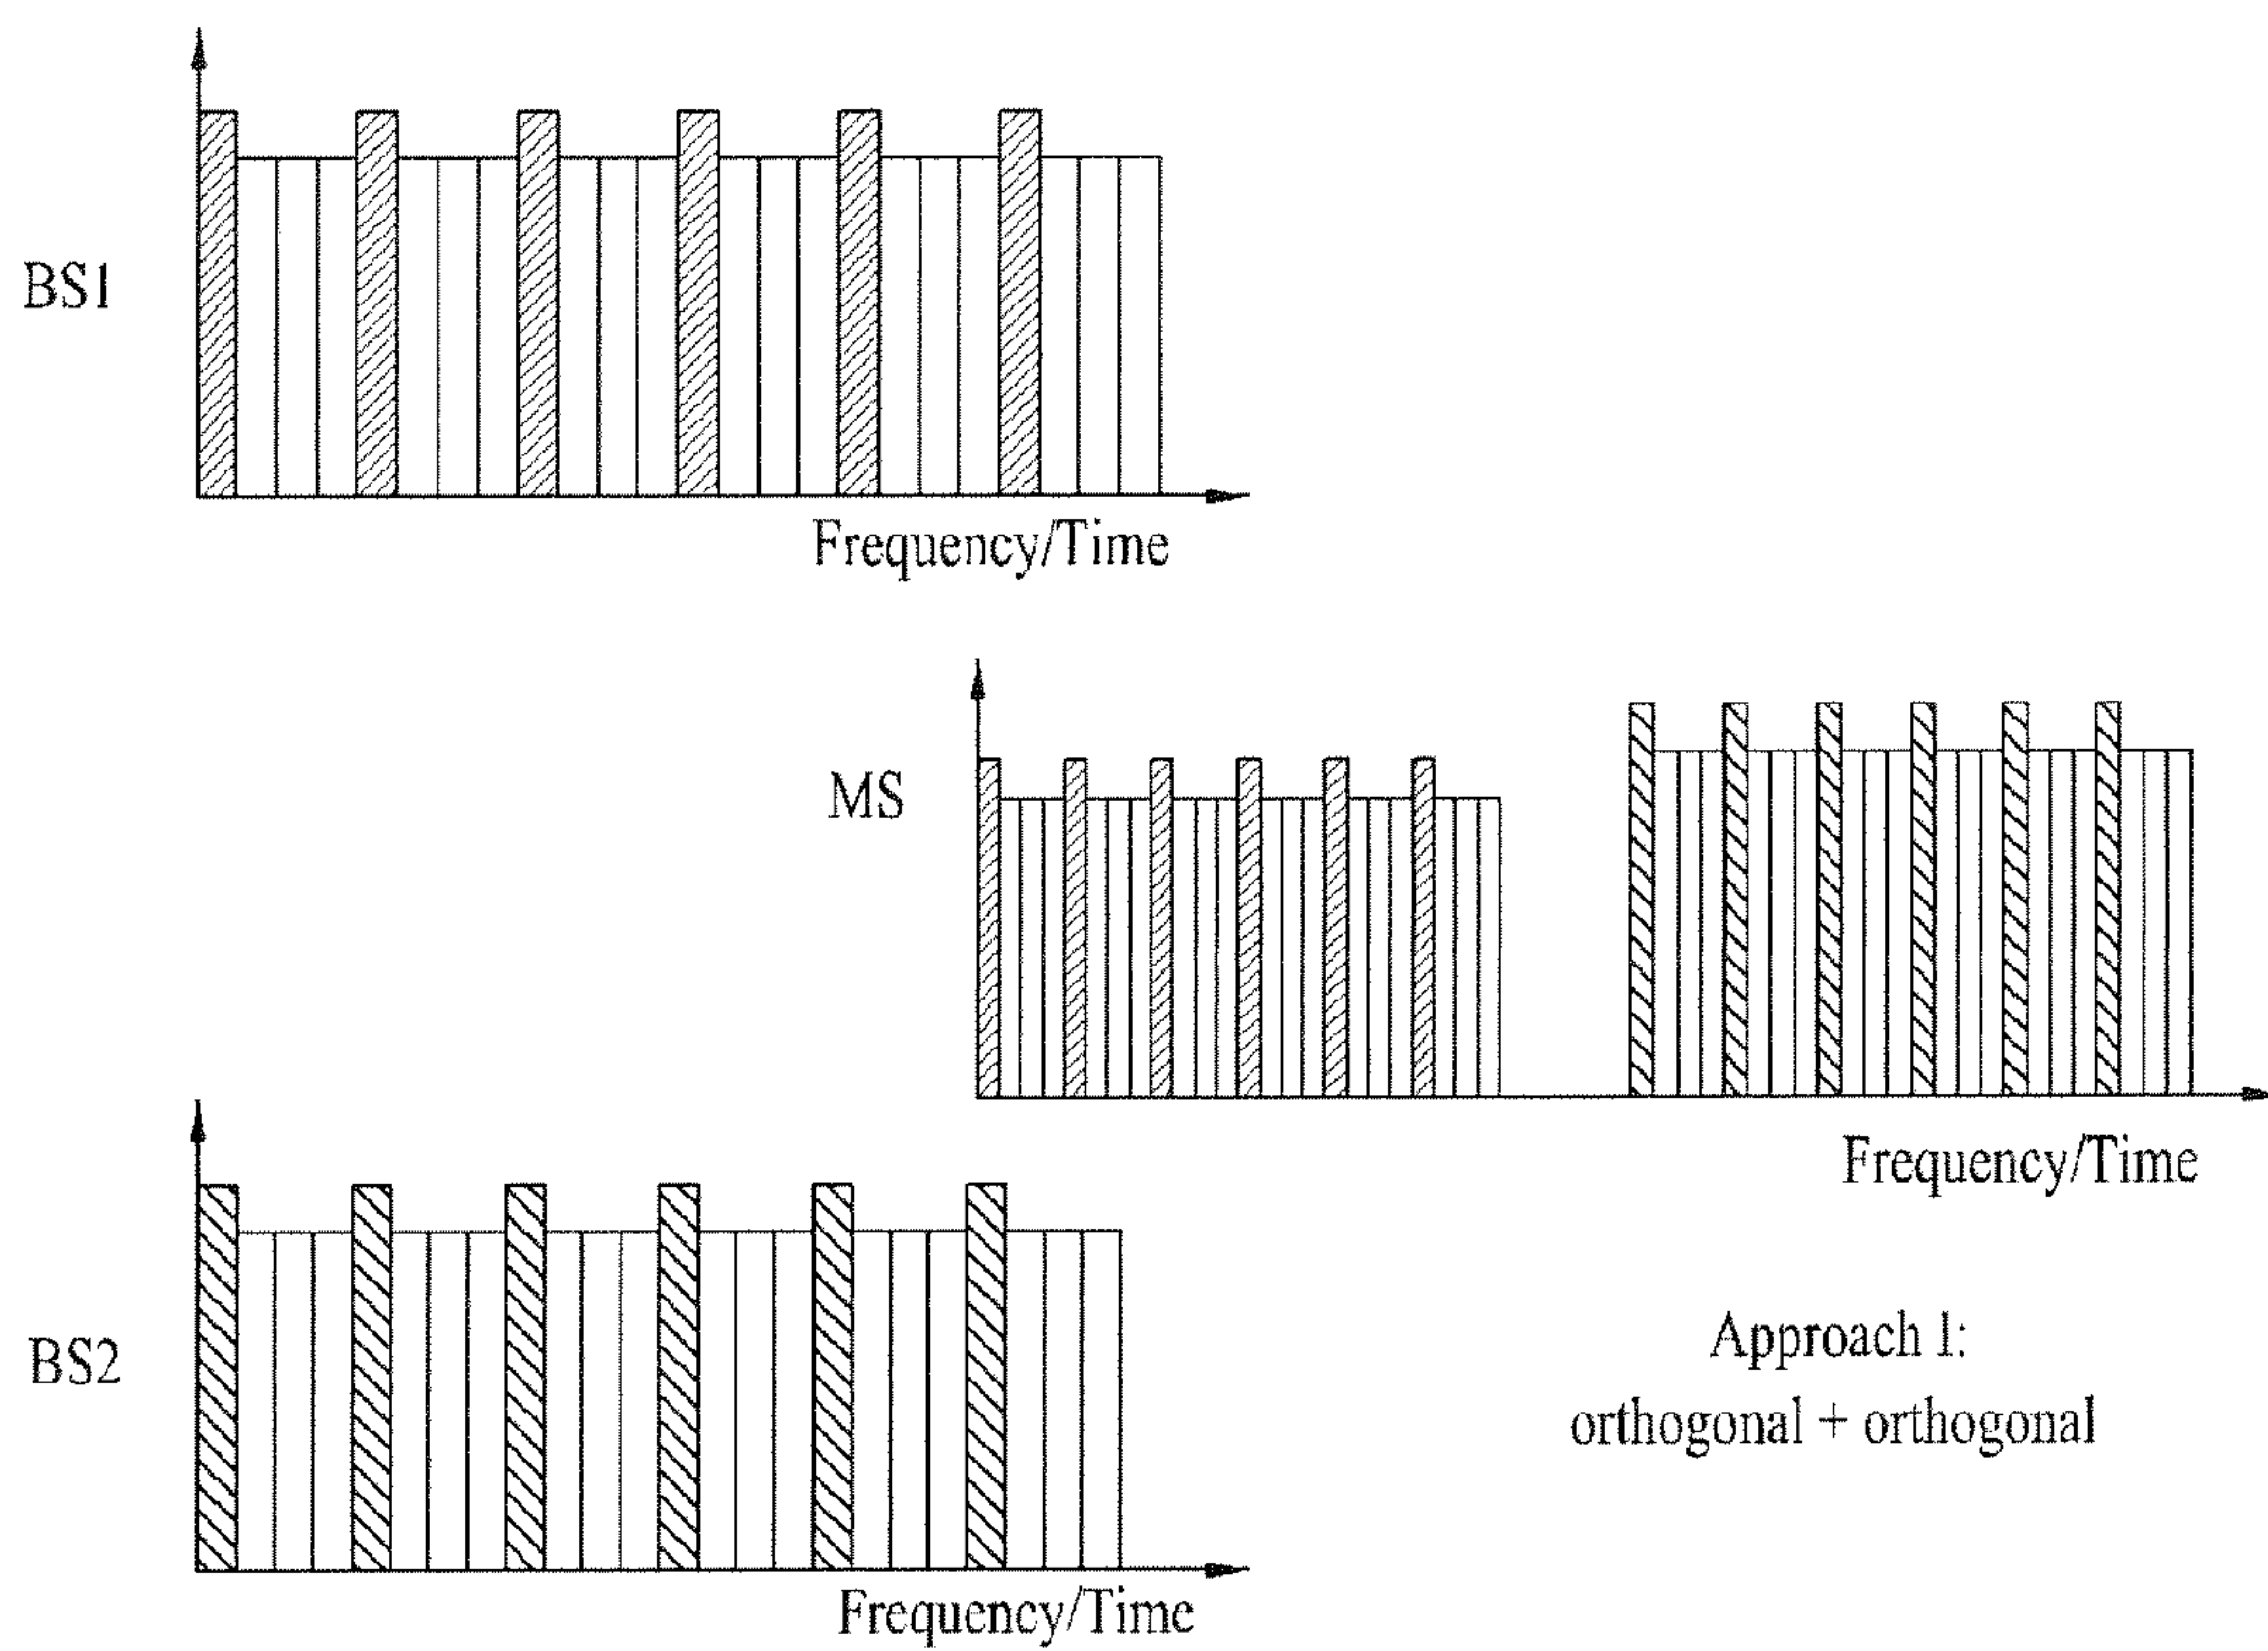 BS1
Frequency/Time
MS
Frequency/Time
BS2
Frequency/Time
Approach 1:
orthogonal + orthogonal